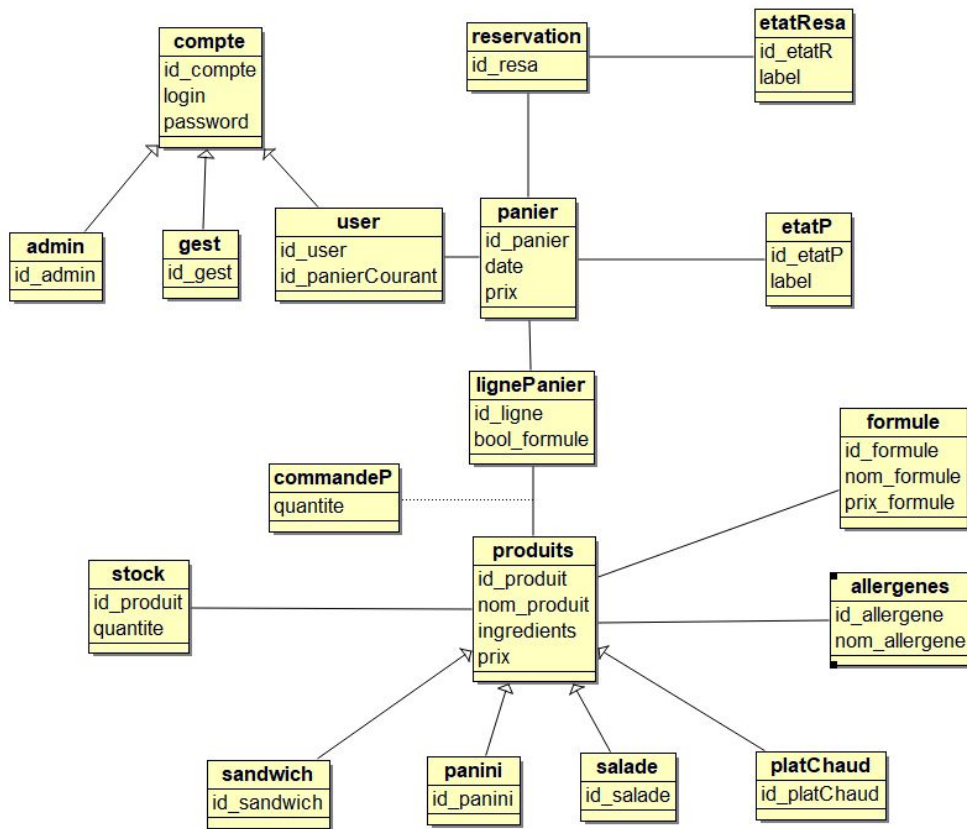 compte
id_compte
login
password
reservation
id_resa
etatResa
id_etatR
label
admin
id_admin
gest
id_gest
user
id_user
id_panierCourant
panier
id_panier
date
prix
etatP
id_etatP
label
lignePanier
id_ligne
bool_formule
commandeP
quantite
formule
id_formule
nom_formule
prix_formule
stock
id_produit
quantite
produits
id_produit
nom_produit
ingredients
prix
allergenes
id_allergene
nom_allergene
sandwich
id_sandwich
panini
id_panini
salade
id_salade
platChaud
id_platChaud